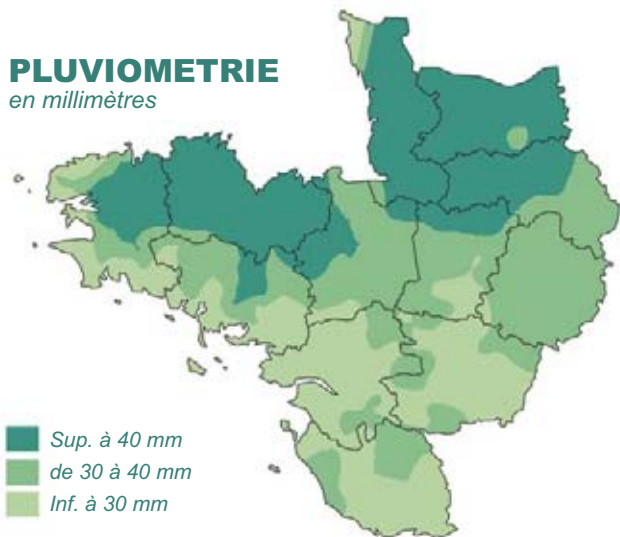 PLUVIOMETRIE
en millimètres
Sup. à 40 mm
de 30 à 40 mm
Inf. à 30 mm